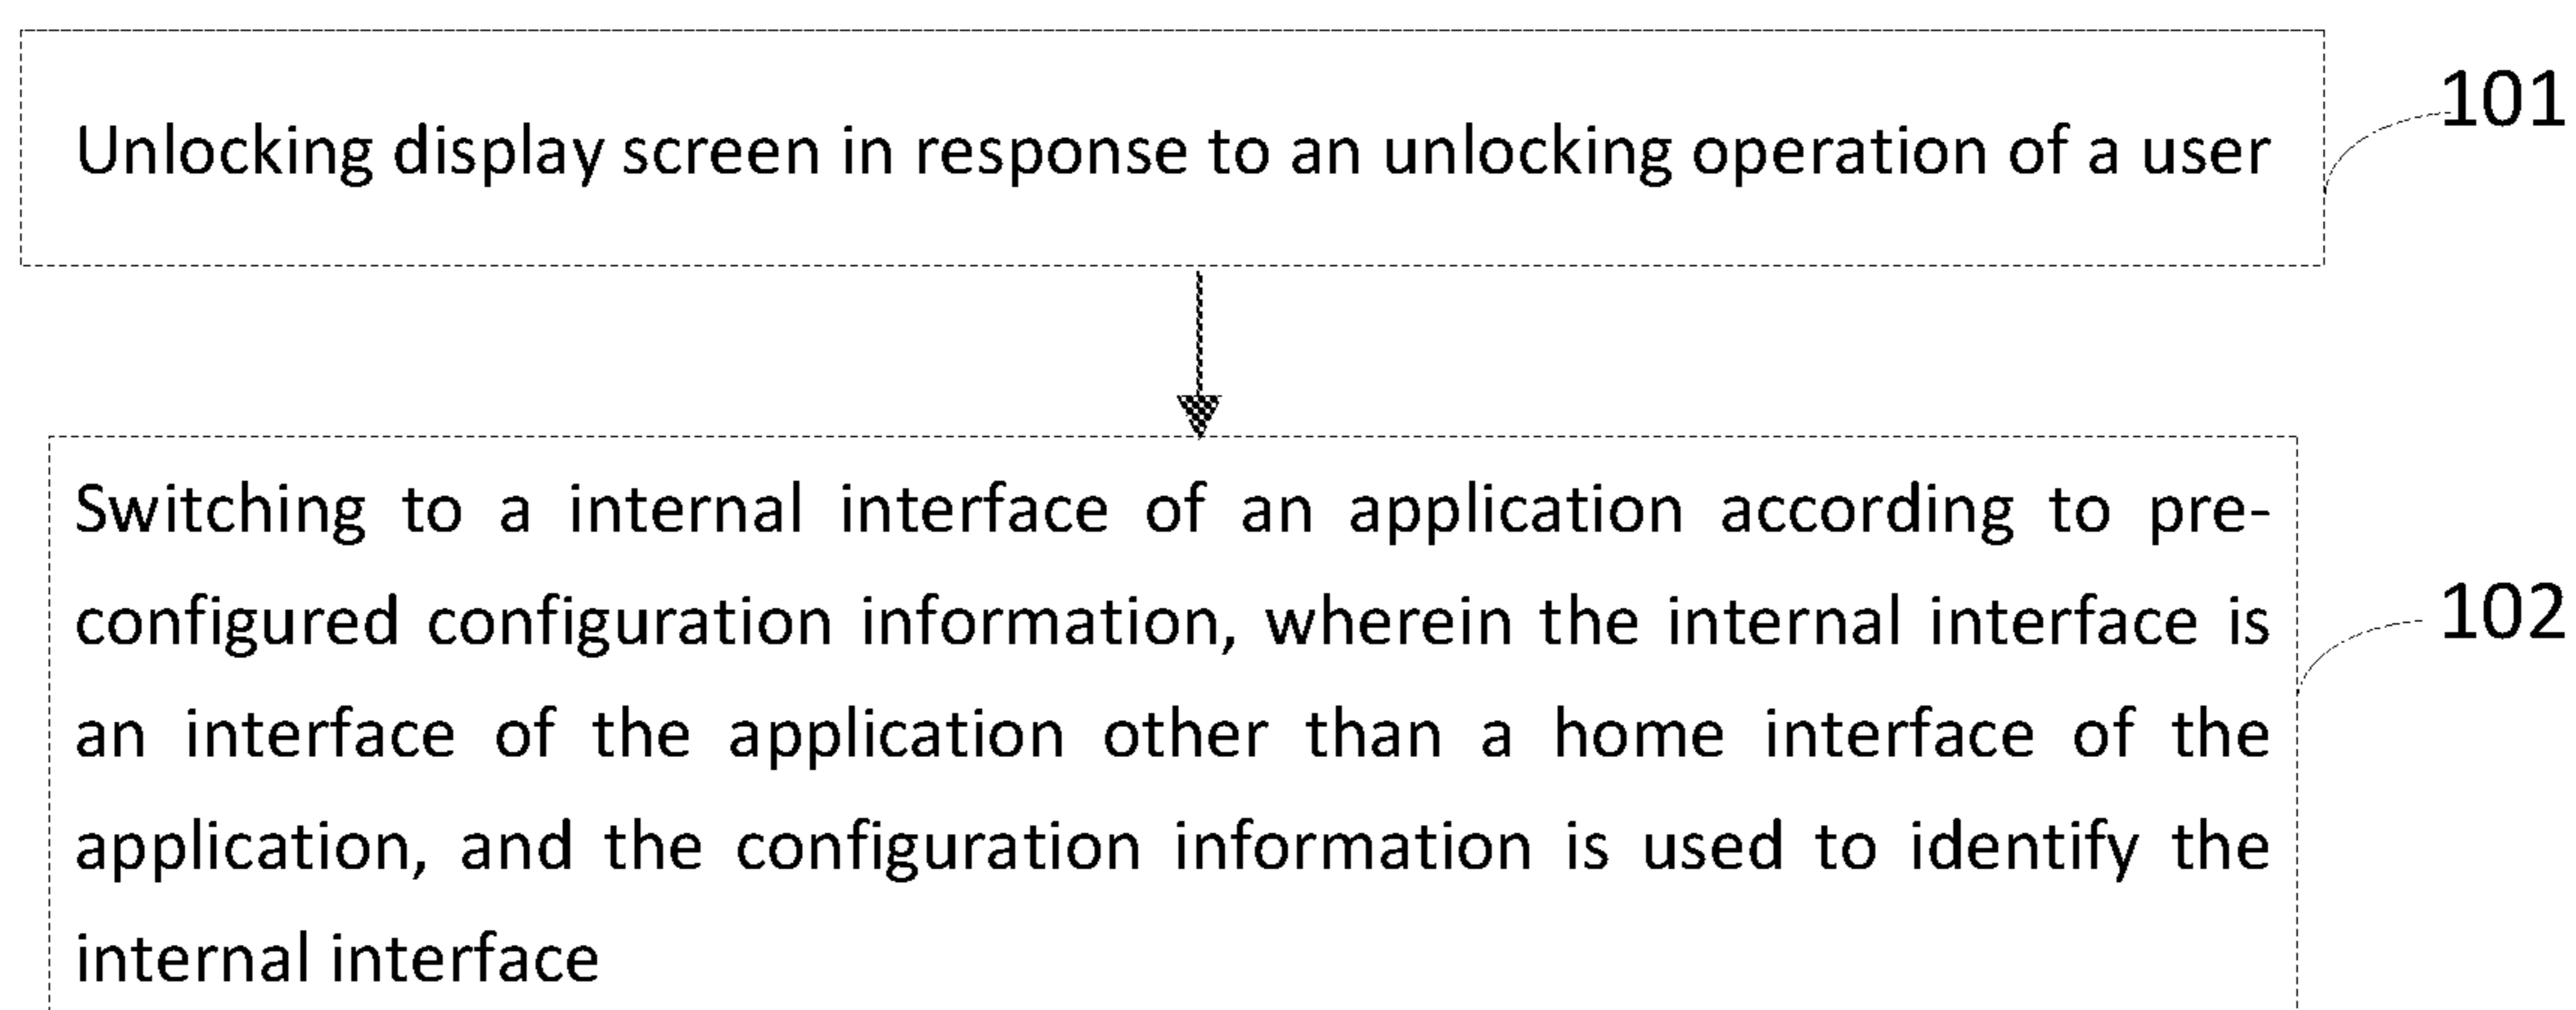 Unlocking display screen in response to an unlocking operation of a user
101
Switching to a internal interface of an application according to pre-
configured configuration information, wherein the internal interface is
an interface of the application other than a home interface of the
application, and the configuration information is used to identify the
internal interface
102